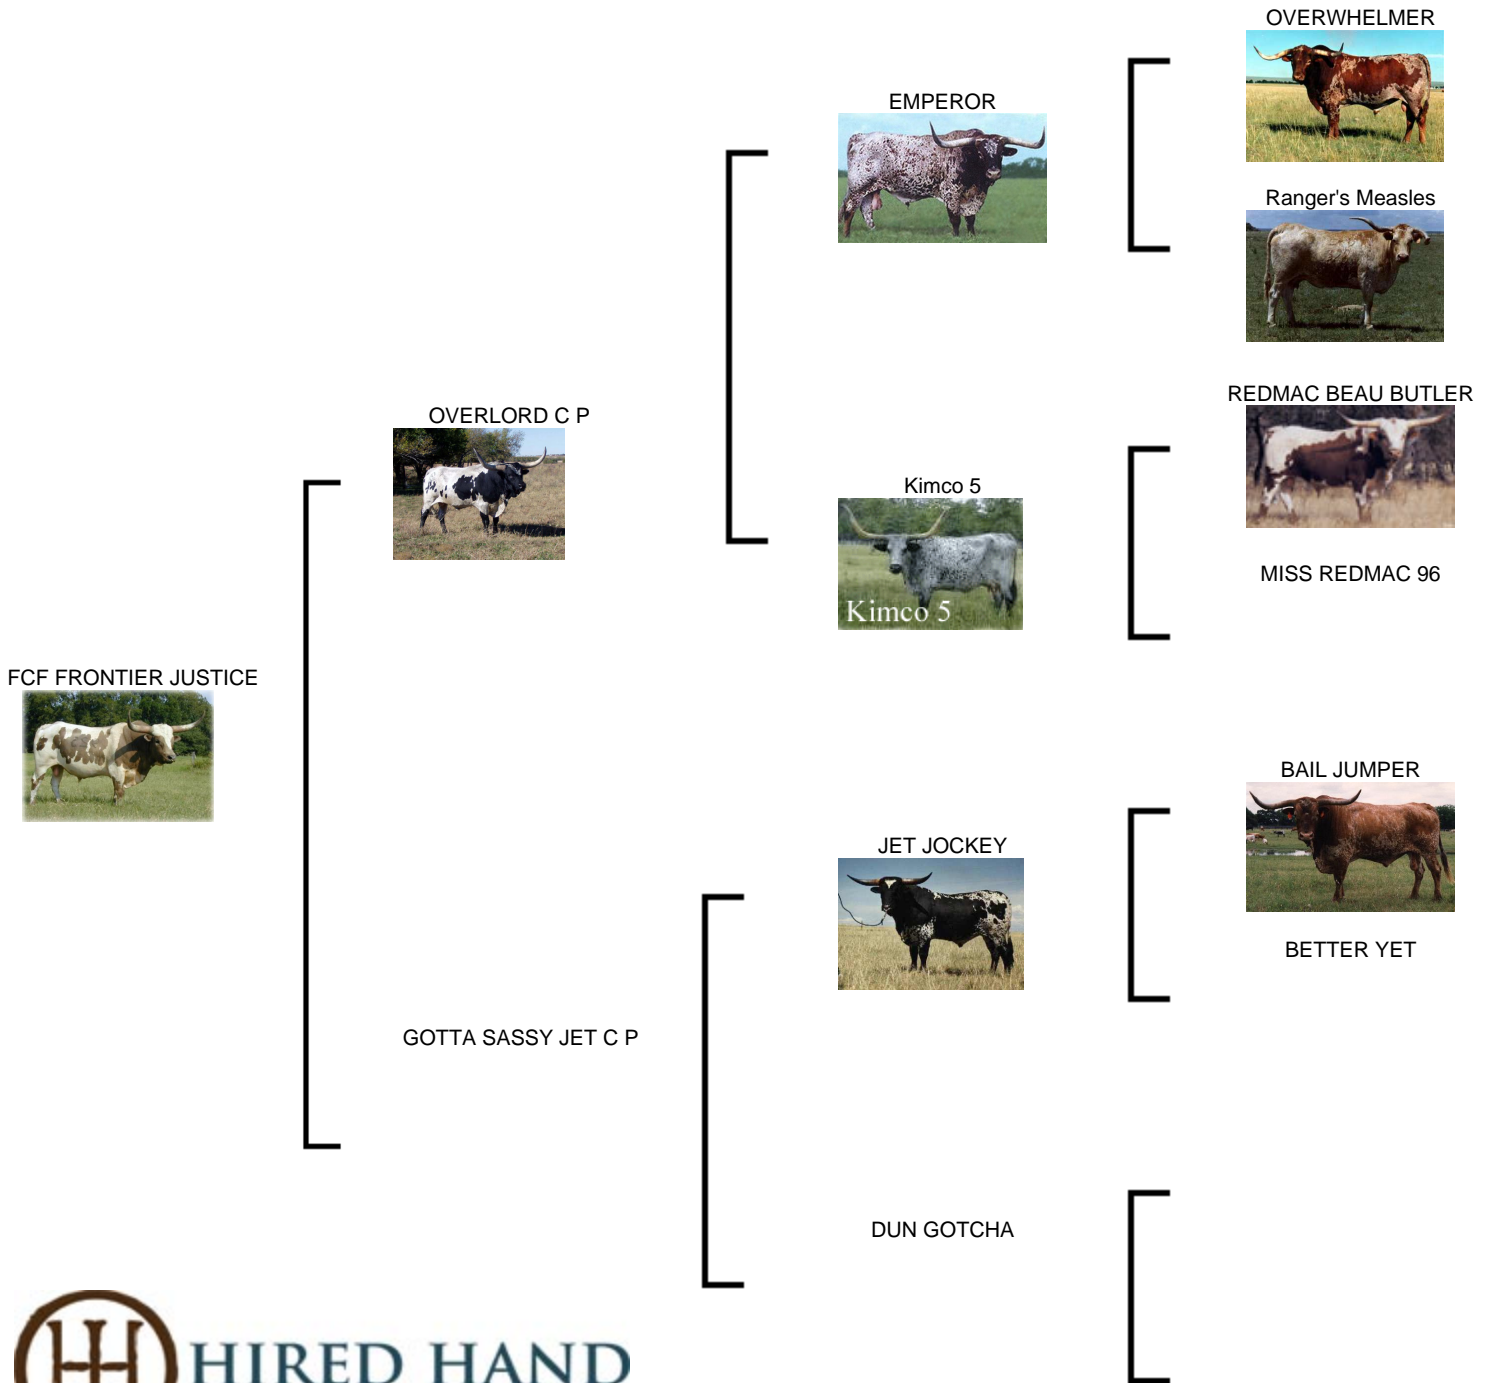 OVERWHELMER
EMPEROR
Ranger's Measles
REDMAC BEAU BUTLER
OVERLORD C P
Kimco 5
Kimco 5
MISS REDMAC 96
FCF FRONTIER JUSTICE
BAIL JUMPER
JET JOCKEY
BETTER YET
GOTTA SASSY JET C P
DUN GOTCHA
HIRED HAND